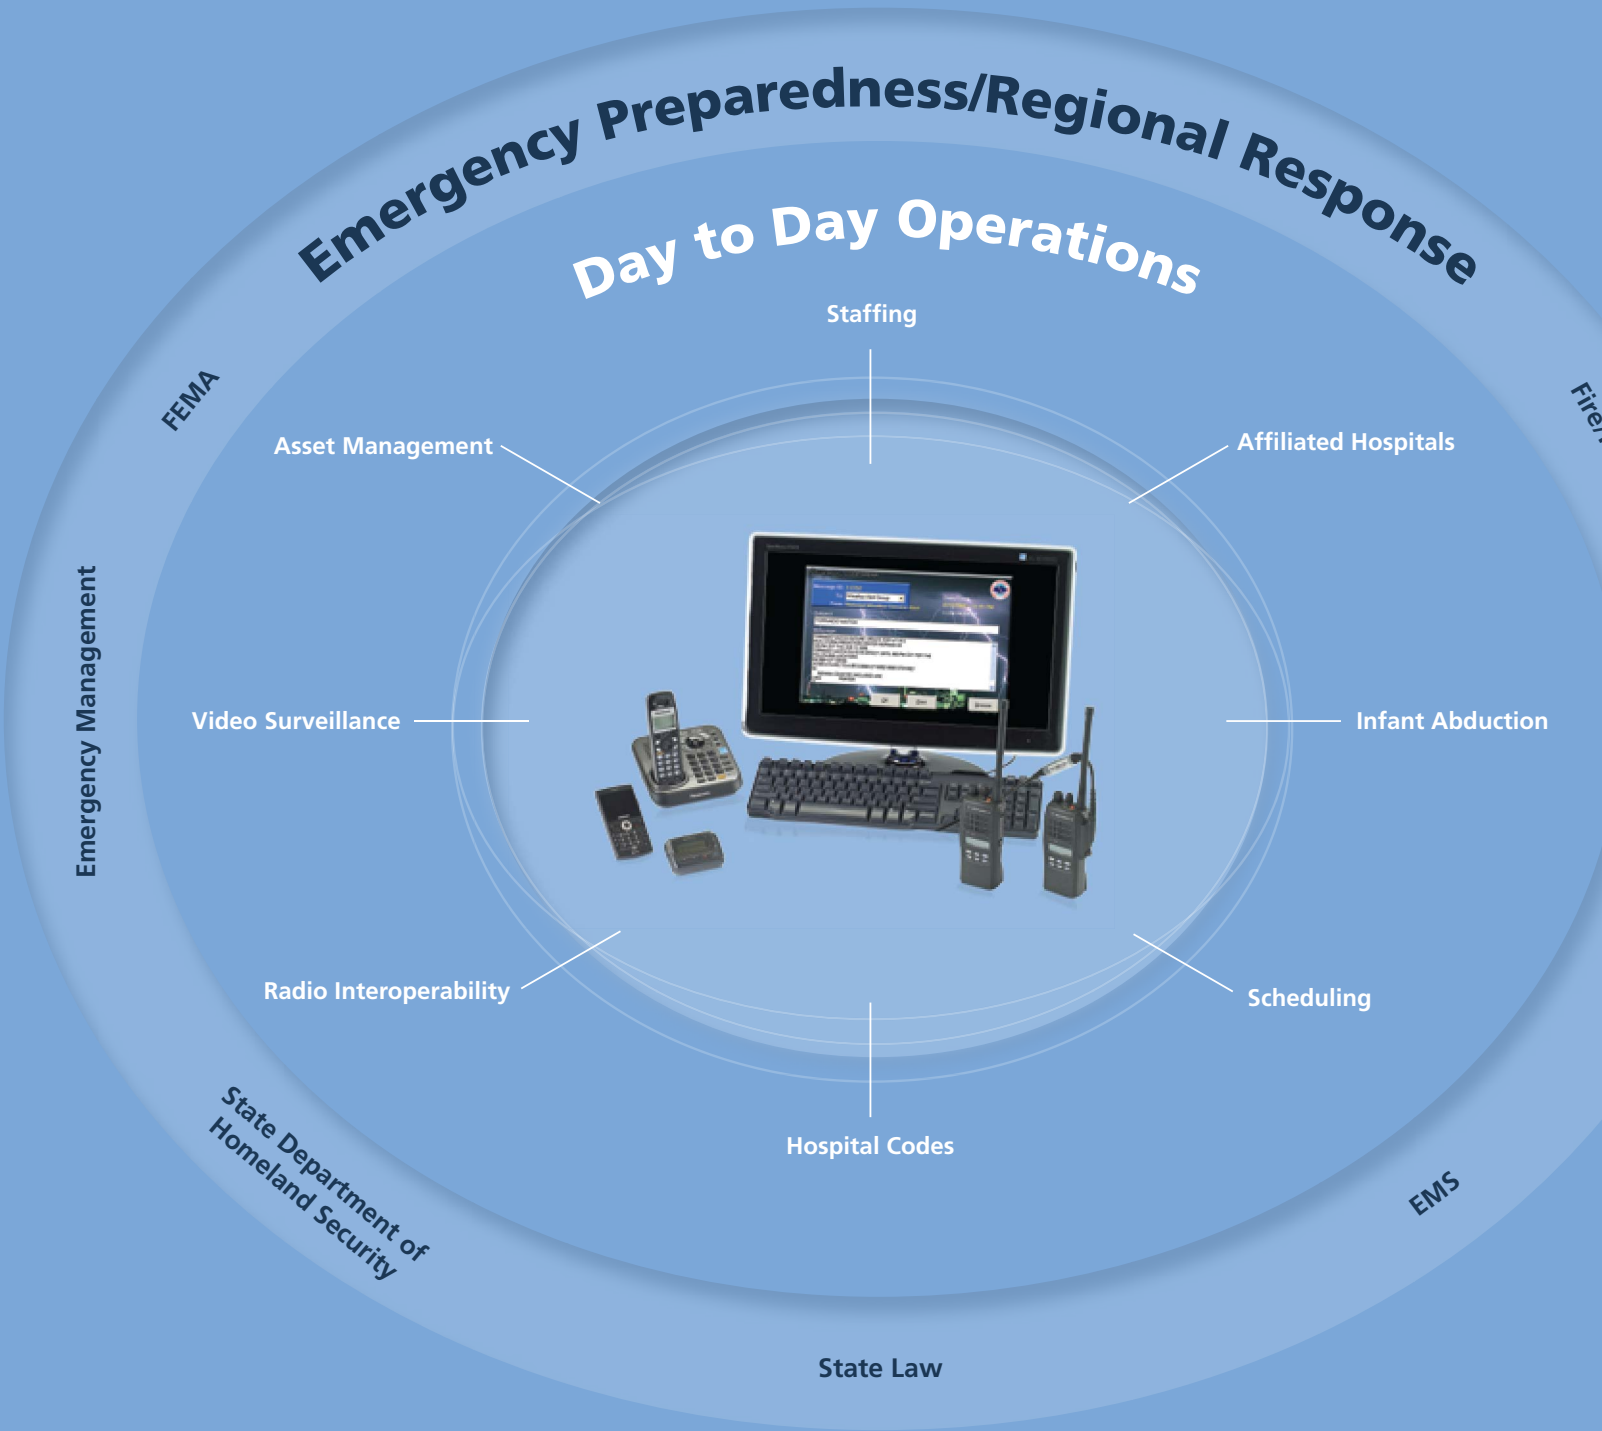 Emergency Preparedness/Regional Response
Day to Day Operations
Staffing
FEMA
Fire/
Asset Management
Affiliated Hospitals
Emergency Management
Video Surveillance
Infant Abduction
Radio Interoperability
Scheduling
State Department of
Homeland Security
Hospital Codes
EMS
State Law